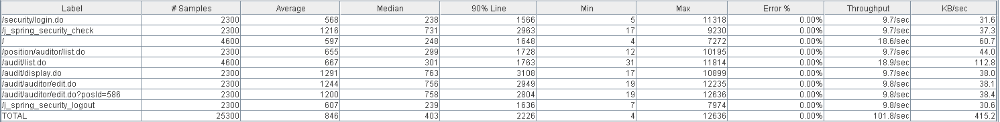 Label # Samples Average Median 90% Line Min Max Error % Throughput KB/sec
/security/login.do 2300 568 238 1566 5 11318 0.00% 9.7/sec 31.6
/j_spring_security_check 2300 1216 731 2963 17 9230 0.00% 9.7/sec 37.3
/ 4600 597 248 1648 4 7272 0.00% 18.6/sec 60.7
/position/auditor/list.do 2300 655 299 1728 12 10195 0.00% 9.7/sec 44.0
/audit/list.do 4600 667 301 1763 31 11814 0.00% 18.9/sec 112.8
/audit/display.do 2300 1291 763 3108 17 10899 0.00% 9.7/sec 38.0
/audit/auditor/edit.do 2300 1244 756 2949 19 12235 0.00% 9.8/sec 38.1
/audit/auditor/edit.do?posId=586 2300 1200 758 2804 19 12636 0.00% 9.8/sec 38.4
/j_spring_security_logout 2300 607 239 1636 7 7974 0.00% 9.8/sec 30.6
TOTAL 25300 846 403 2226 4 12636 0.00% 101.8/sec 415.2